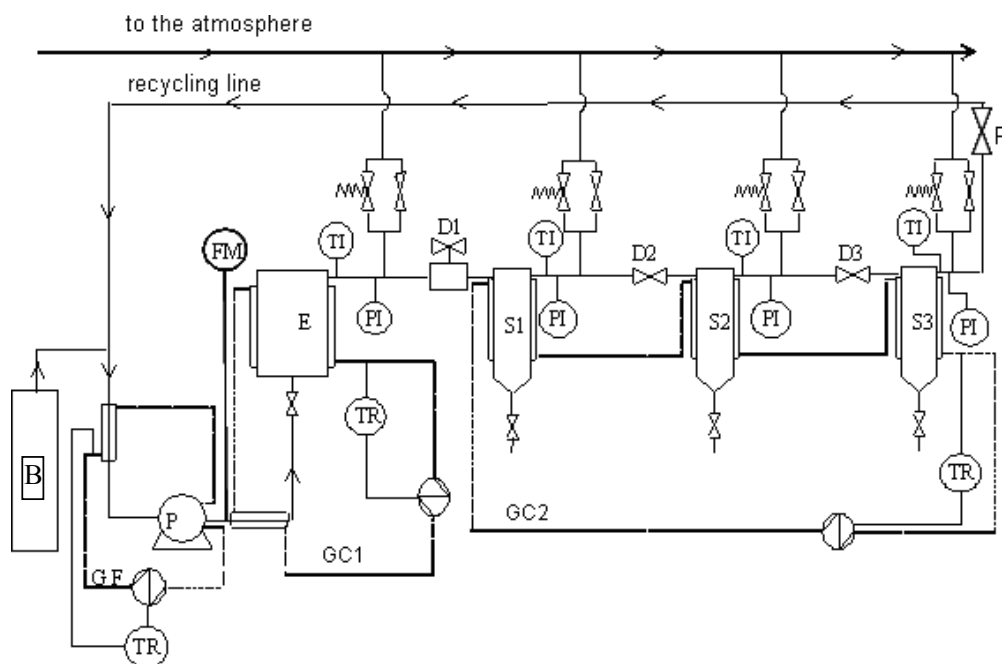 to the atmosphere
recycling line
D1
FM
TI
TI
D2
TI
D3
TI
E
PI
S1
PI
S2
PI
S3
PI
TR
TR
B
P
GC1
GC2
GF
TR